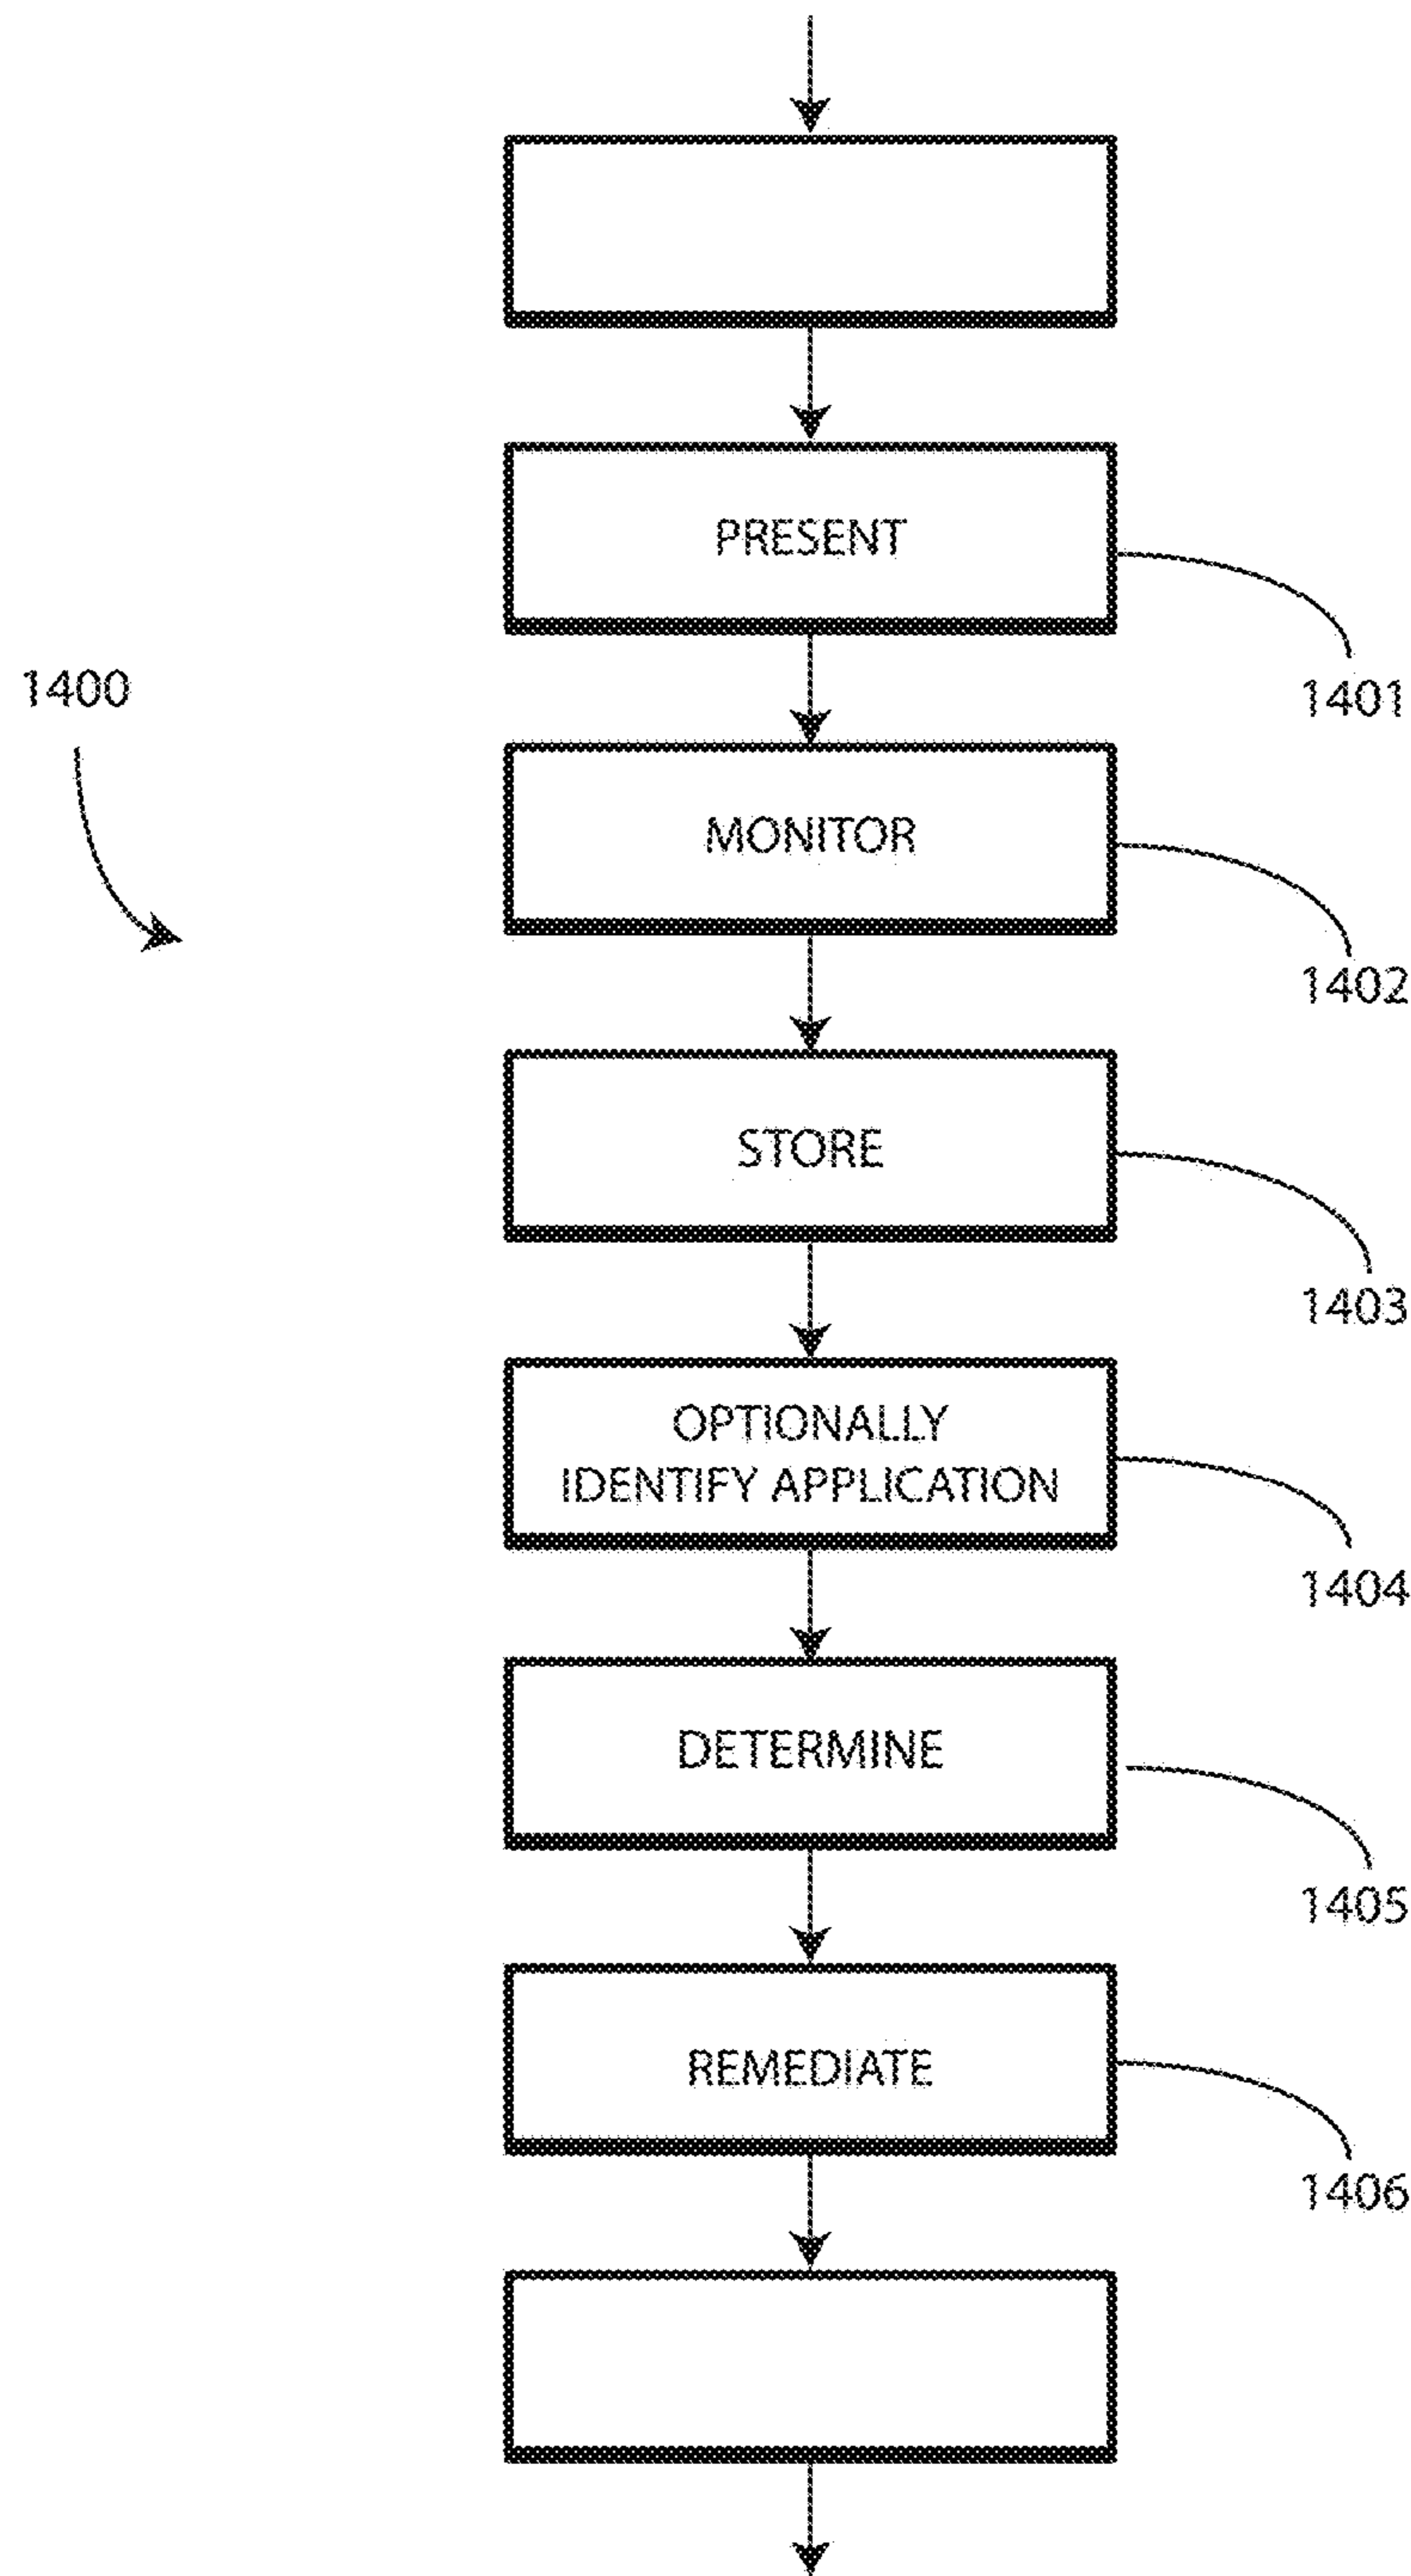 PRESENT
1400
1401
MONITOR
1402
STORE
1403
OPTIONALLY
IDENTIFY APPLICATION
1404
DETERMINE
1405
REMEDIATE
1406